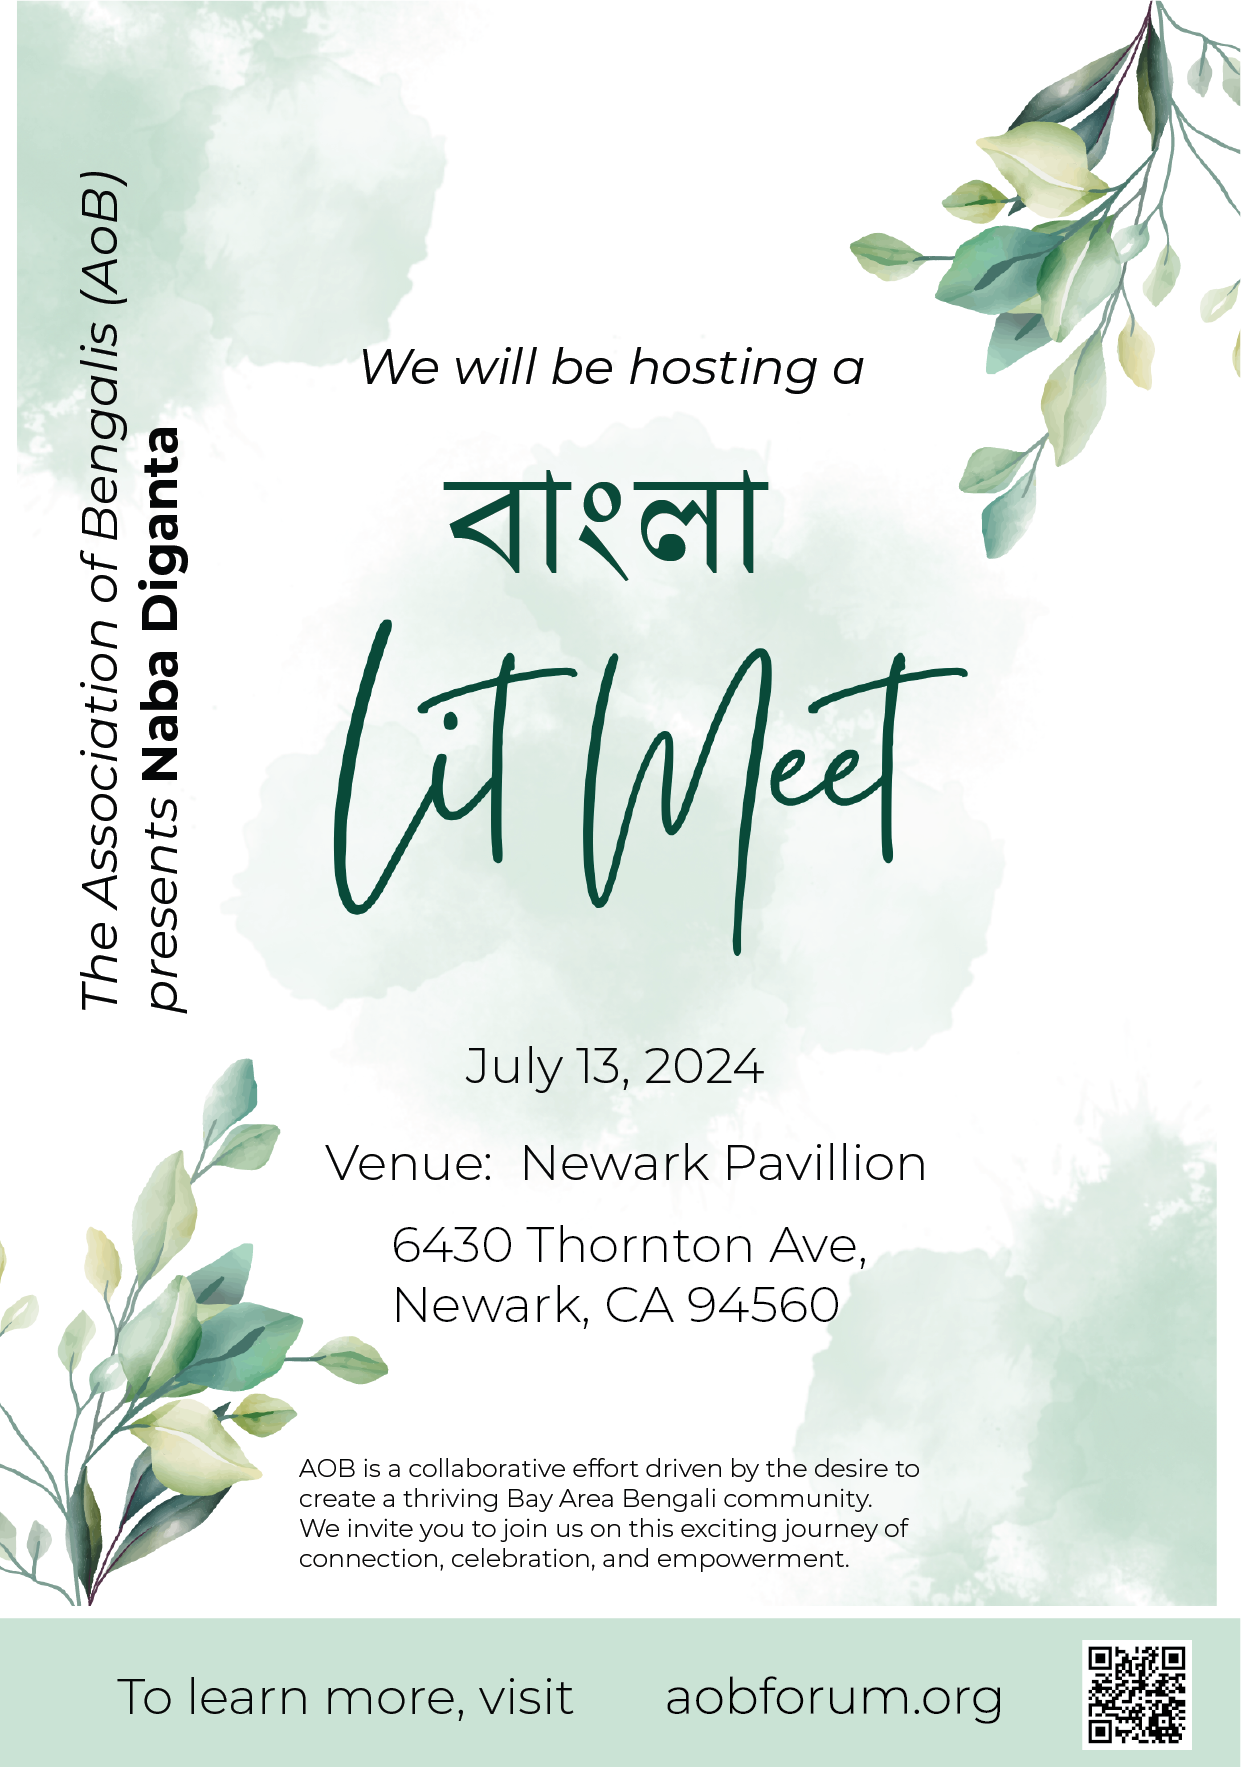 The Association of Bengalis (AoB)
presents Naba Diganta
We will be hosting a
বাংলা
Lit Meet
July 13, 2024
Venue: Newark Pavillion
6430 Thornton Ave,
Newark, CA 94560
AOB is a collaborative effort driven by the desire to
create a thriving Bay Area Bengali community.
We invite you to join us on this exciting journey of
connection, celebration, and empowerment.
To learn more, visit aobforum.org